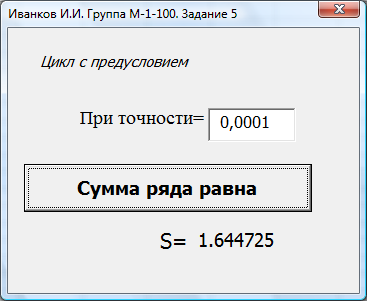 Иванков И.И. Группа М-1-100. Задание 5
Цикл с предусловием
При точности= 0,0001
Сумма ряда равна
S= 1.644725